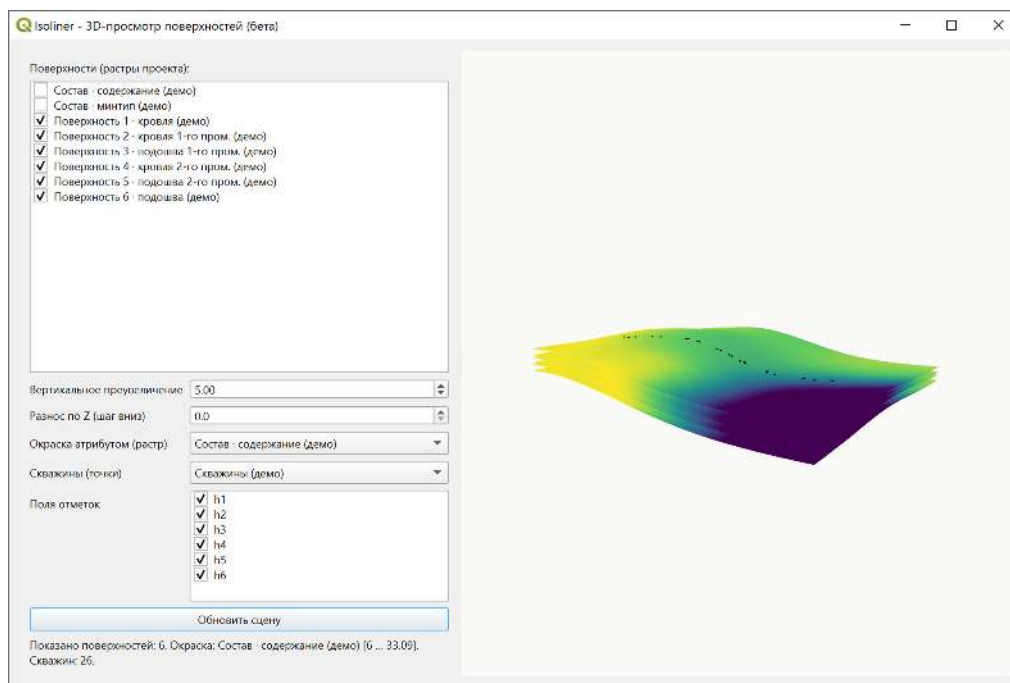 Isoliner - 3D-просмотр поверхностей (бета)
Поверхности (растры проекта):
Состав · содержание (демо)
Состав · минтип (демо)
Поверхность 1 · кровля (демо)
Поверхность 2 · кровля 1-го пром. (демо)
Поверхность 3 · подошва 1-го пром. (демо)
Поверхность 4 · кровля 2-го пром. (демо)
Поверхность 5 · подошва 2-го пром. (демо)
Поверхность 6 · подошва (демо)
Вертикальное преувеличение 5.00
Разнос по Z (шаг вниз) 0.0
Окраска атрибутом (растр) Состав · содержание (демо)
Скважины (точки) Скважины (демо)
Поля отметок h1
h2
h3
h4
h5
h6
Обновить сцену
Показано поверхностей: 6. Окраска: Состав · содержание (демо) [6 ... 33.09].
Скважин: 26.